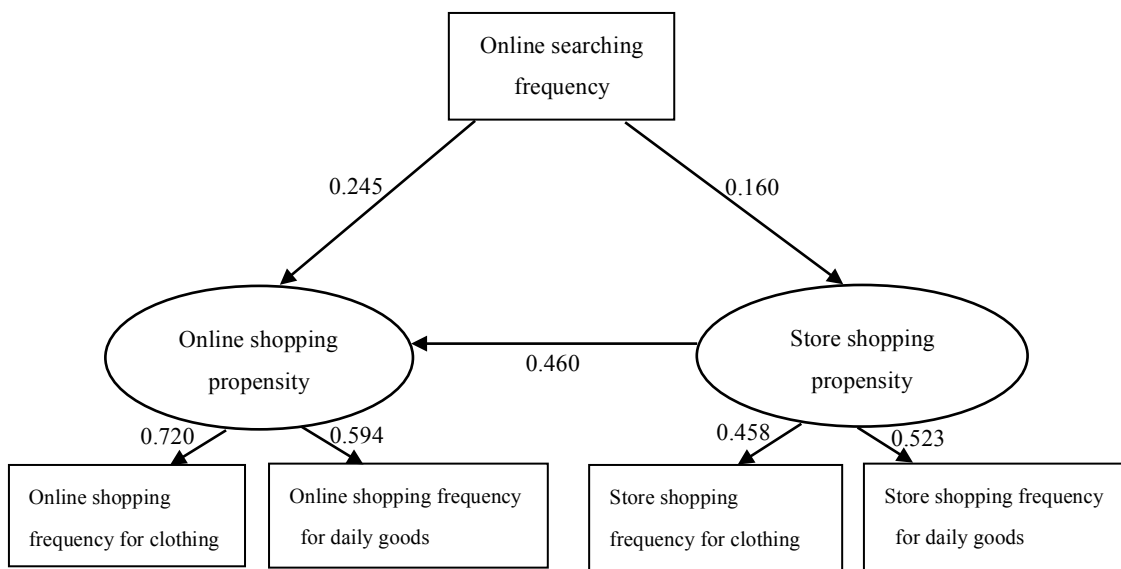 Online searching
frequency
0.245
0.160
Online shopping
propensity
Store shopping
propensity
0.460
0.720
0.594
0.458
0.523
Online shopping
frequency for clothing
Online shopping frequency
for daily goods
Store shopping
frequency for clothing
Store shopping frequency
for daily goods